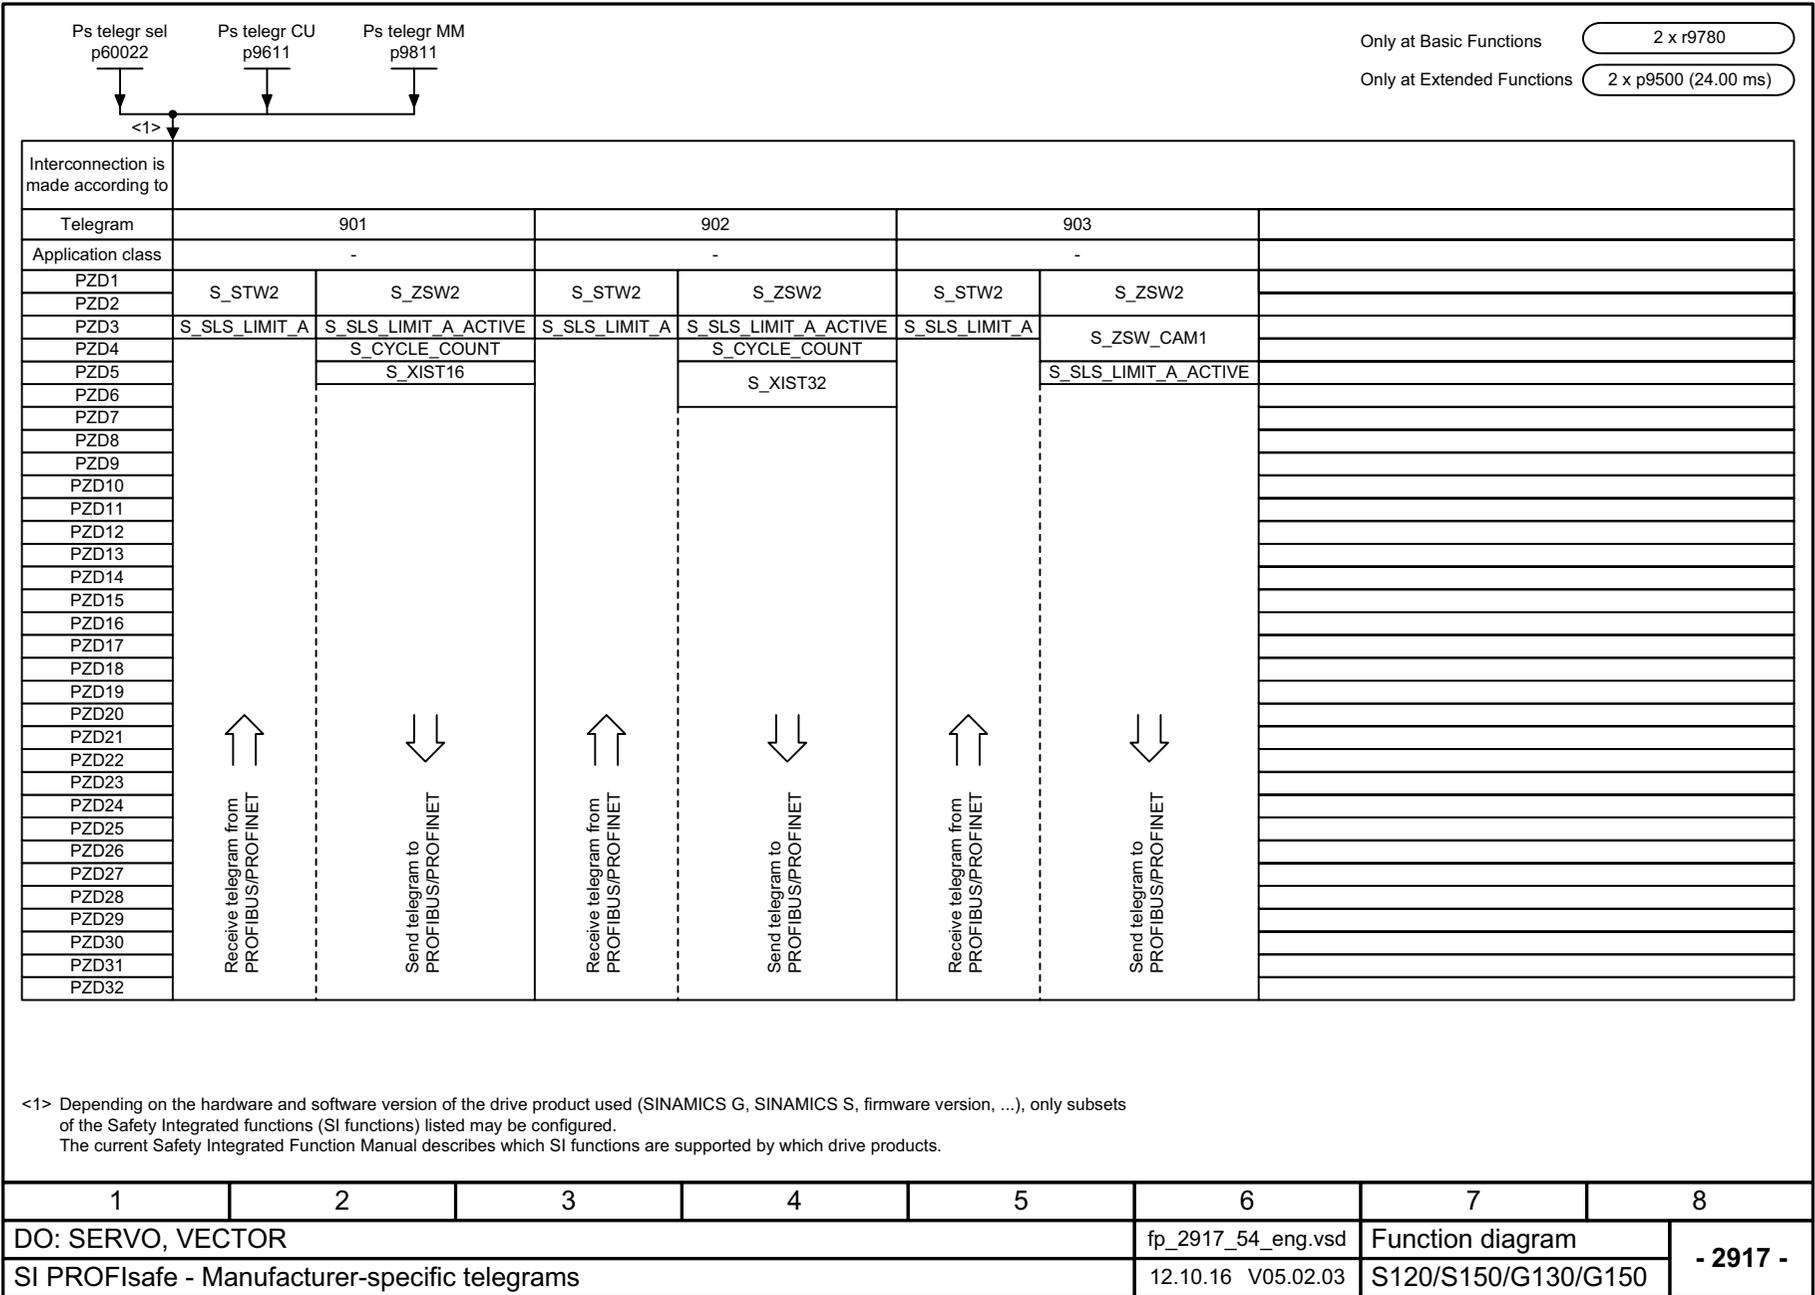 Ps telegr sel
p60022
Ps telegr CU
p9611
Ps telegr MM
p9811
Only at Basic Functions 2 x r9780
Only at Extended Functions 2 x p9500 (24.00 ms)
<1>
Interconnection is
made according to
Telegram 901 902 903
Application class - - -
PZD1
S_STW2 S_ZSW2 S_STW2 S_ZSW2 S_STW2 S_ZSW2
PZD2
PZD3 S_SLS_LIMIT_A S_SLS_LIMIT_A_ACTIVE S_SLS_LIMIT_A S_SLS_LIMIT_A_ACTIVE S_SLS_LIMIT_A
S_ZSW_CAM1
PZD4 S_CYCLE_COUNT S_CYCLE_COUNT
PZD5 S_XIST16 S_SLS_LIMIT_A_ACTIVE
S_XIST32
PZD6
PZD7
PZD8
PZD9
PZD10
PZD11
PZD12
PZD13
PZD14
PZD15
PZD16
PZD17
PZD18
PZD19
PZD20
PZD21
PZD22
PZD23
PZD24
PZD25
PZD26
PZD27
PZD28
PZD29
PZD30
PZD31
PZD32
Receive telegram from
PROFIBUS/PROFINET
Send telegram to
PROFIBUS/PROFINET
Receive telegram from
PROFIBUS/PROFINET
Send telegram to
PROFIBUS/PROFINET
Receive telegram from
PROFIBUS/PROFINET
Send telegram to
PROFIBUS/PROFINET
<1> Depending on the hardware and software version of the drive product used (SINAMICS G, SINAMICS S, firmware version, ...), only subsets
of the Safety Integrated functions (SI functions) listed may be configured.
The current Safety Integrated Function Manual describes which SI functions are supported by which drive products.
1 2 3 4 5 6 7 8
DO: SERVO, VECTOR fp_2917_54_eng.vsd Function diagram
- 2917 -
SI PROFIsafe - Manufacturer-specific telegrams 12.10.16 V05.02.03 S120/S150/G130/G150